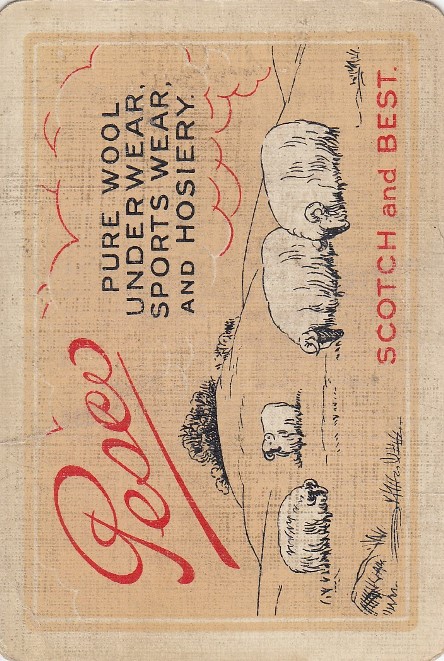 Pesco
PURE WOOL
UNDERWEAR,
SPORTS WEAR,
AND HOSIERY.
SCOTCH and BEST.